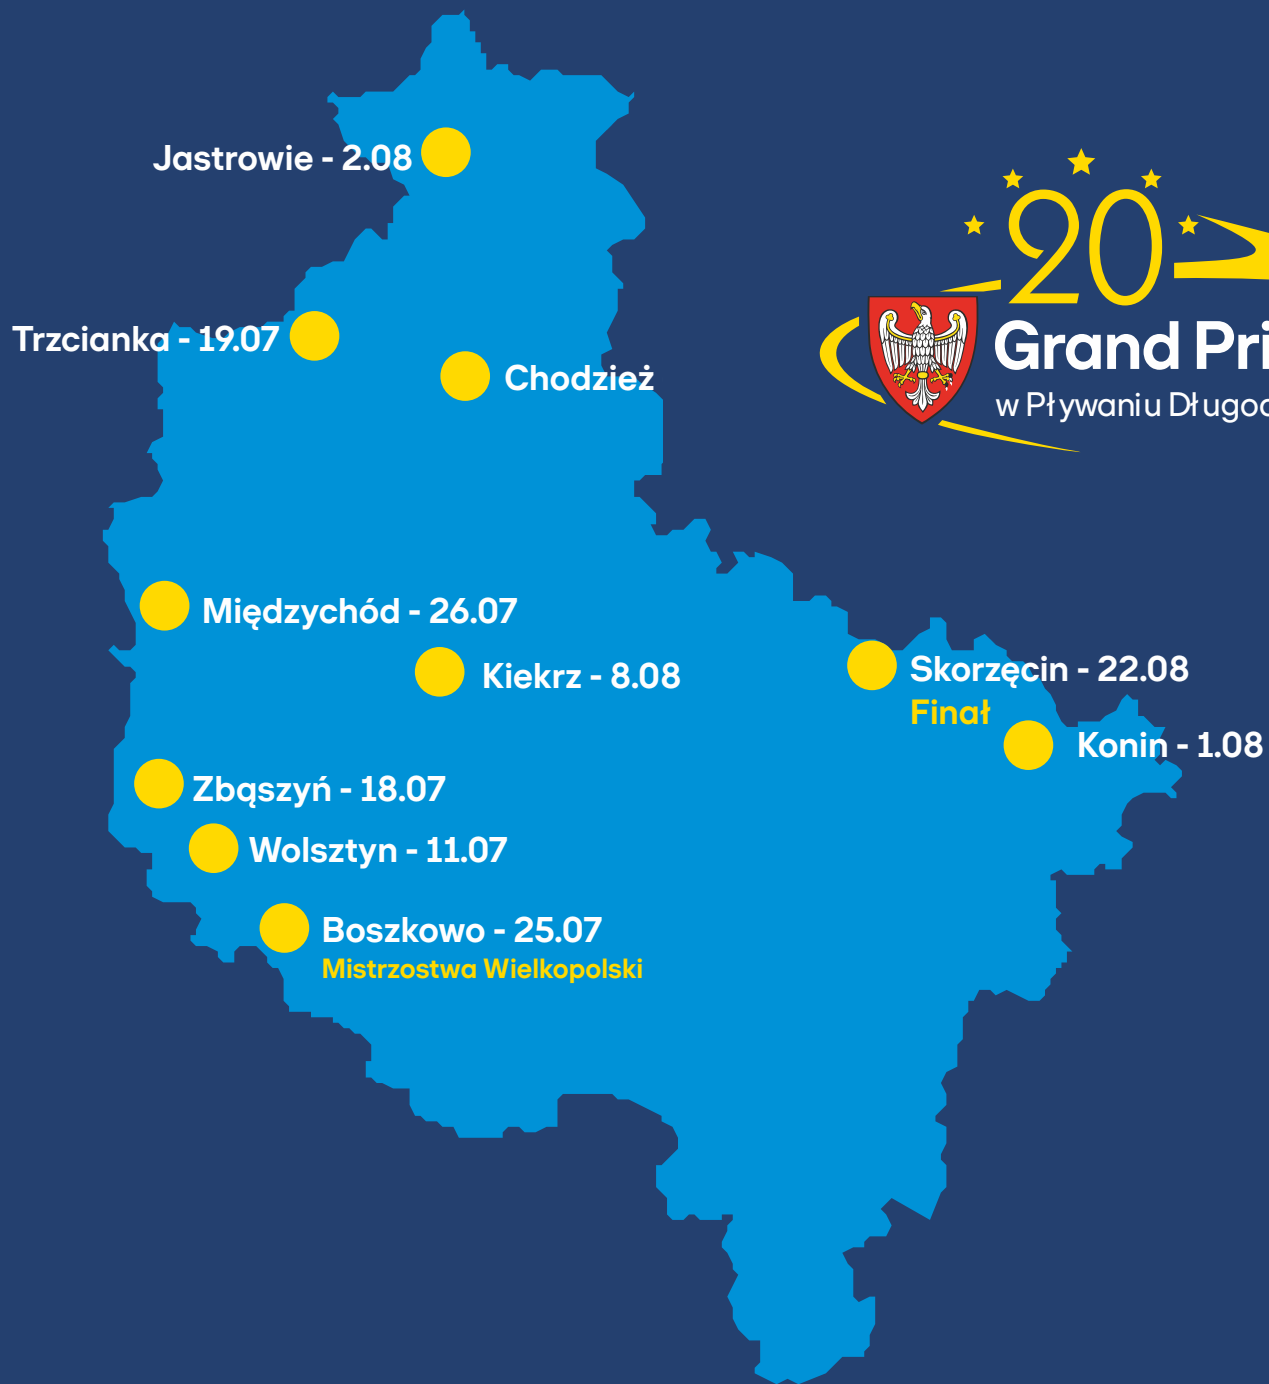 Jastrowie - 2.08
20
Grand Pri
w Pływaniu Długod
Trzcianka - 19.07
Chodzież
Międzychód - 26.07
Kiekrz - 8.08
Skorzęcin - 22.08
Finał
Konin - 1.08
Zbąszyń - 18.07
Wolsztyn - 11.07
Boszkowo - 25.07
Mistrzostwa Wielkopolski